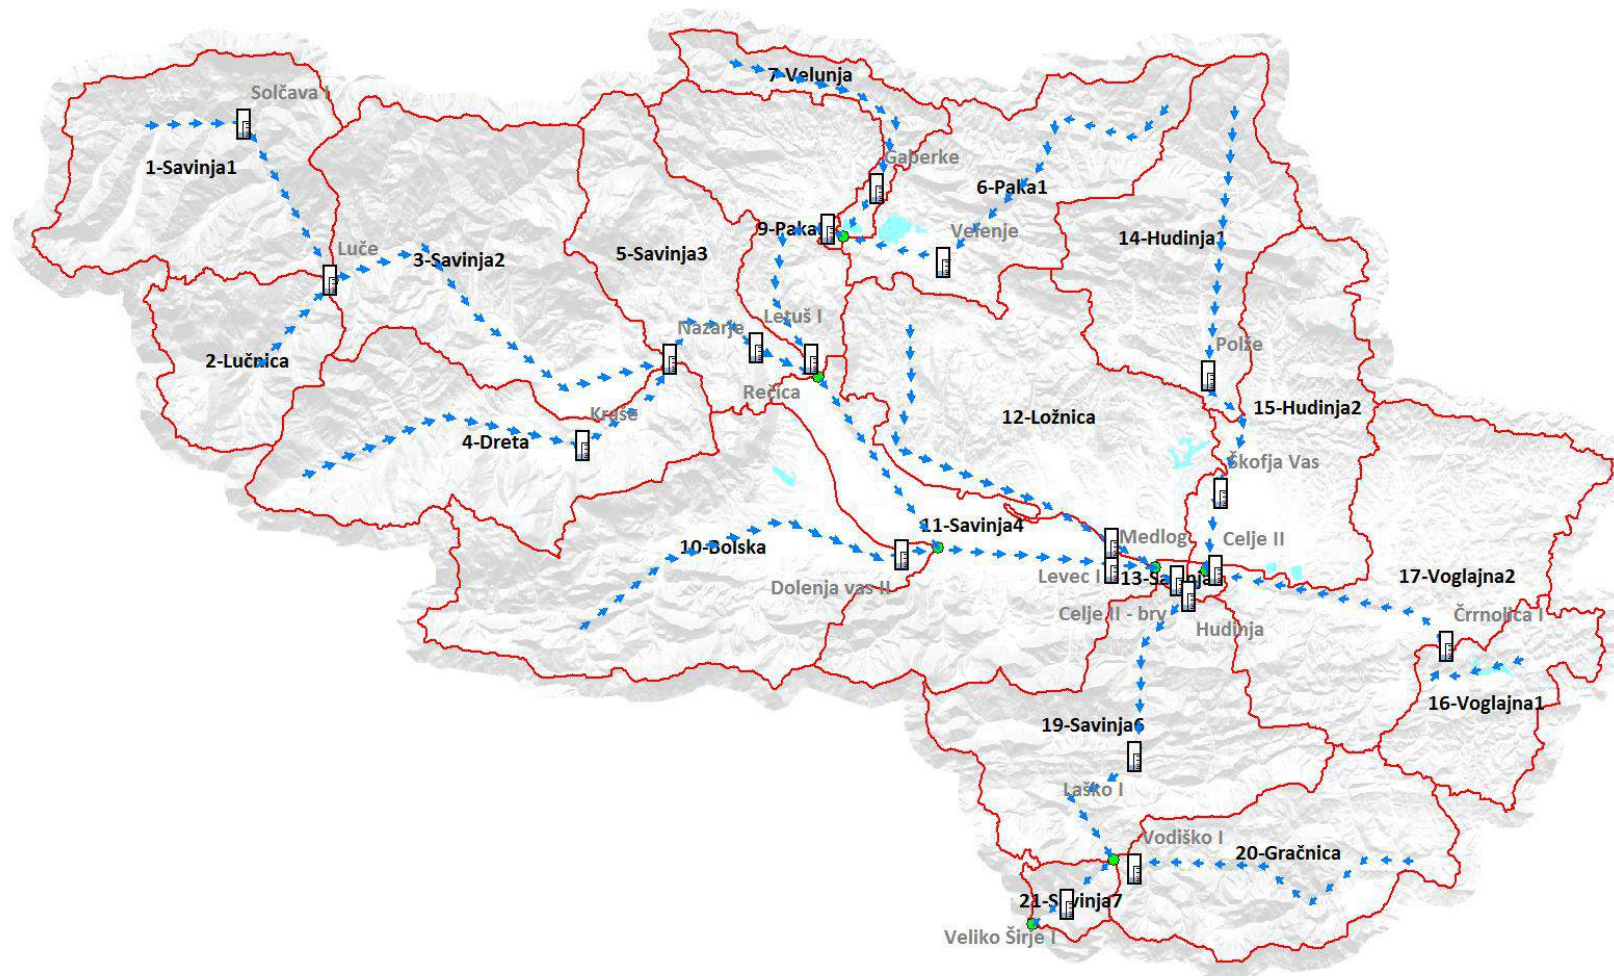 7-Velunja
Solčava I
1-Savinja1
Gaberke
6-Paka1
9-Paka
Velenje
14-Hudinja1
Luče
3-Savinja2
5-Savinja3
Nazarje
Letuš I
Polže
2-Lučnica
Rečica
Kraše
4-Dreta
12-Ložnica
15-Hudinja2
Škofja Vas
11-Savinja4
10-Bolska
Medlog
Celje II
Dolenja vas II
Levec I
17-Voglajna2
Celje II - brv
Hudinja
Črrnolica I
16-Voglajna1
19-Savinja6
Laško I
Vodiško I
20-Gračnica
Veliko Širje I